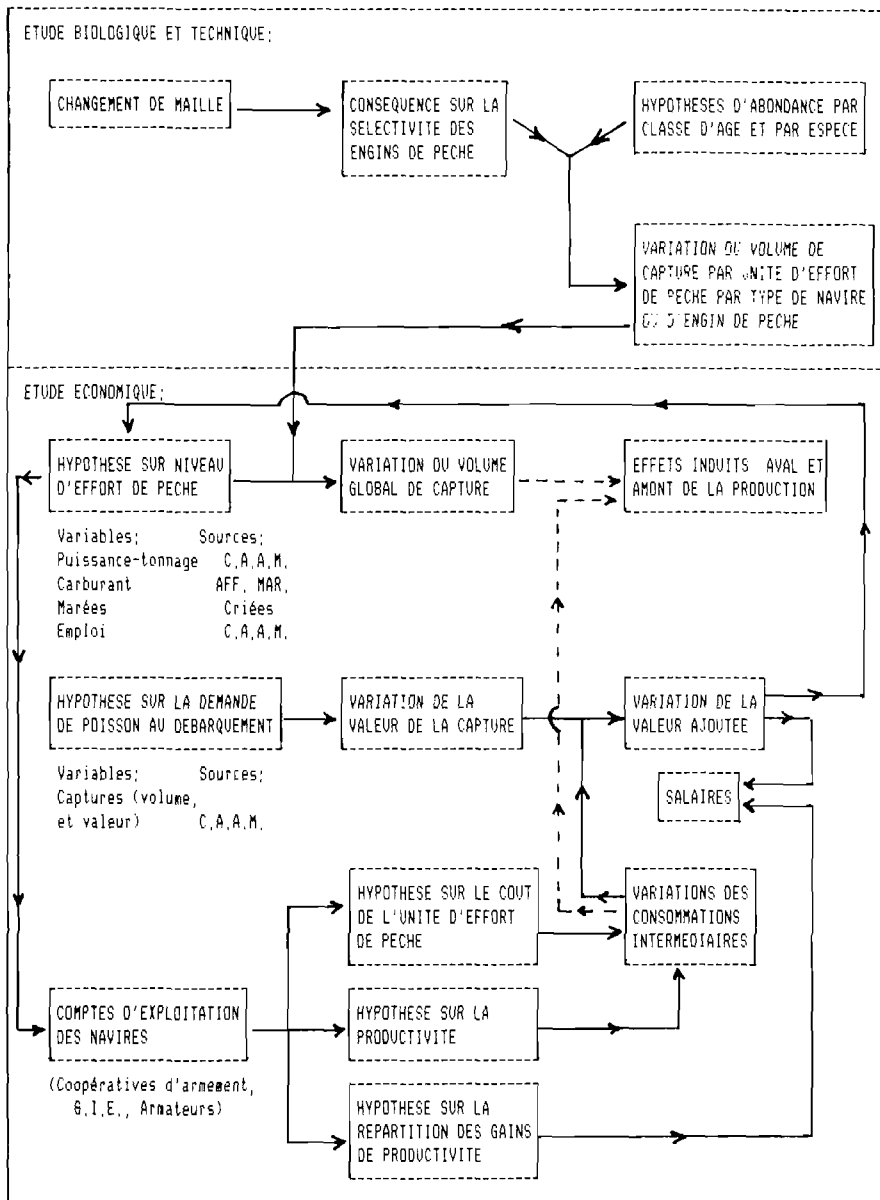 ETUDE BIOLOGIQUE ET TECHNIQUE;
CHANGEMENT DE MAILLE
CONSEQUENCE SUR LA
SELECTIVITE DES
ENGINS DE PECHE
HYPOTHESES D'ABONDANCE PAR
CLASSE D'AGE ET PAR ESPECE
VARIATION DU VOLUME DE
CAPTURE PAR UNITE D'EFFORT
DE PECHE PAR TYPE DE NAVIRE
OU D'ENGIN DE PECHE
ETUDE ECONOMIQUE;
HYPOTHESE SUR NIVEAU
D'EFFORT DE PECHE
VARIATION DU VOLUME
GLOBAL DE CAPTURE
EFFETS INDUITS AVAL ET
AMONT DE LA PRODUCTION
Variables; Sources;
Puissance-tonnage C,A,A,M,
Carburant AFF, MAR,
Marées Criées
Emploi C,A,A,M,
HYPOTHESE SUR LA DEMANDE
DE POISSON AU DEBARQUEMENT
VARIATION DE LA
VALEUR DE LA CAPTURE
VARIATION DE LA
VALEUR AJOUTEE
Variables; Sources;
Captures (volume,
et valeur) C,A,A,M,
SALAIRES
HYPOTHESE SUR LE COUT
DE L'UNITE D'EFFORT
DE PECHE
VARIATIONS DES
CONSOMMATIONS
INTERMEDIAIRES
COMPTES D'EXPLOITATION
DES NAVIRES
HYPOTHESE SUR LA
PRODUCTIVITE
(Coopératives d'armement,
G,I,E,, Armateurs)
HYPOTHESE SUR LA
REPARTITION DES GAINS
DE PRODUCTIVITE